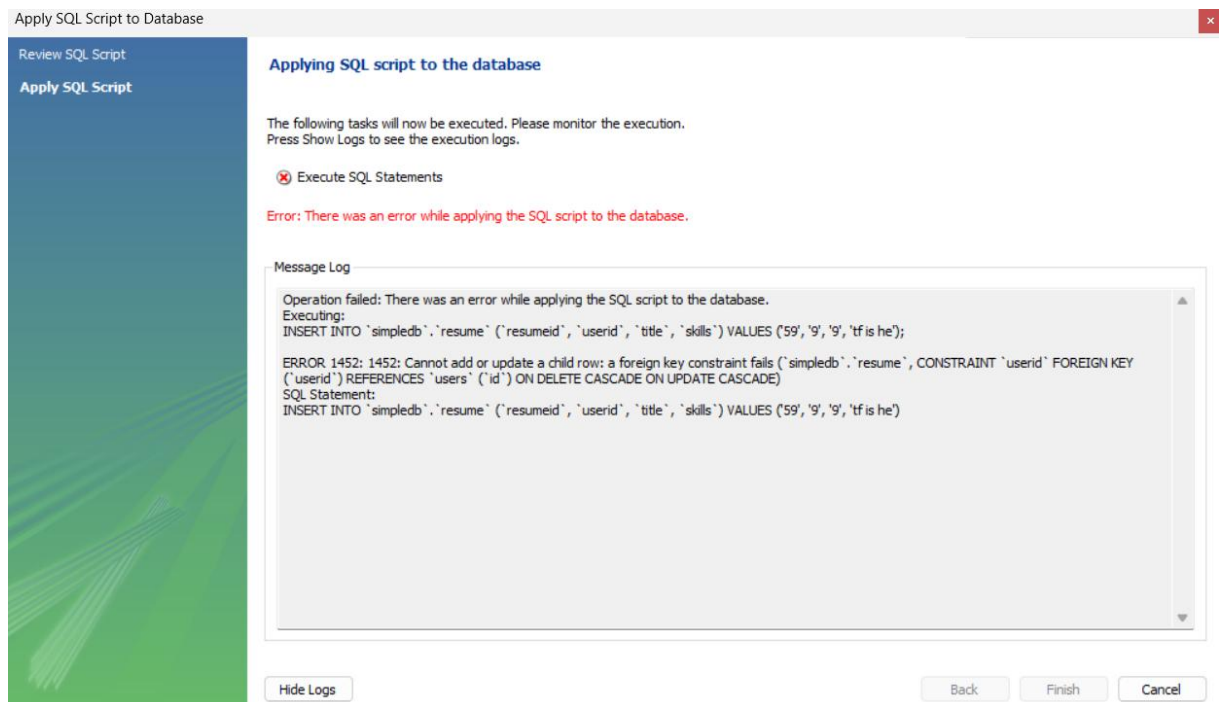 Apply SQL Script to Database
Review SQL Script
Apply SQL Script
Applying SQL script to the database
The following tasks will now be executed. Please monitor the execution.
Press Show Logs to see the execution logs.
Execute SQL Statements
Error: There was an error while applying the SQL script to the database.
Message Log
Operation failed: There was an error while applying the SQL script to the database.
Executing:
INSERT INTO `simpledb`.`resume` (`resumeid`, `userid`, `title`, `skills`) VALUES ('59', '9', '9', 'tf is he');
ERROR 1452: 1452: Cannot add or update a child row: a foreign key constraint fails (`simpledb`.`resume`, CONSTRAINT `userid` FOREIGN KEY
(`userid`) REFERENCES `users` (`id`) ON DELETE CASCADE ON UPDATE CASCADE)
SQL Statement:
INSERT INTO `simpledb`.`resume` (`resumeid`, `userid`, `title`, `skills`) VALUES ('59', '9', '9', 'tf is he')
Hide Logs
Back
Finish
Cancel